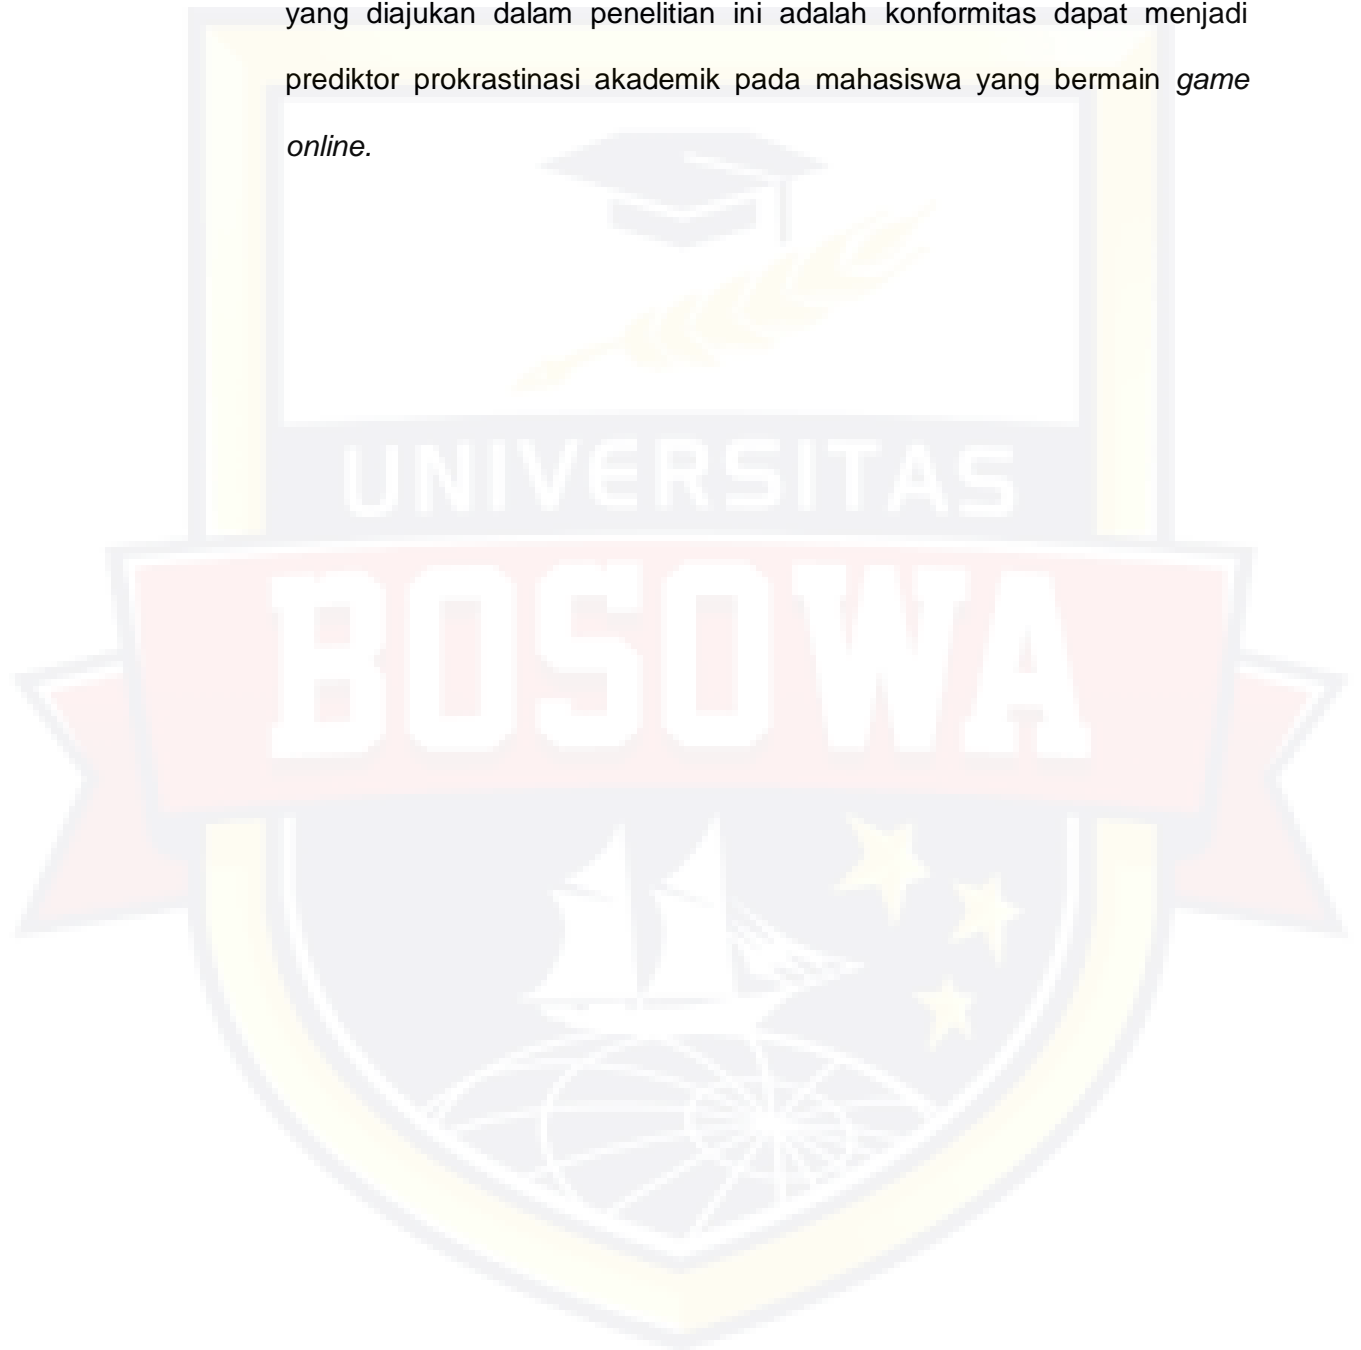 yang diajukan dalam penelitian ini adalah konformitas dapat menjadi
prediktor prokrastinasi akademik pada mahasiswa yang bermain game
online.
UNIVERSITAS
BOSOWA